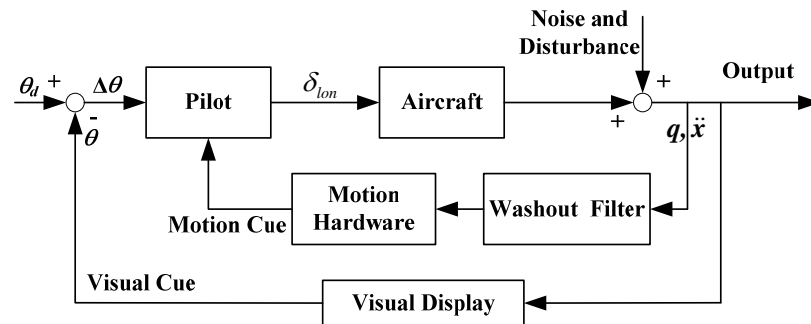 Noise and
Disturbance
+
Output
θd +
Δθ
Pilot
δlon
Aircraft
+
-
θ
q, ẍ
Motion
Hardware
Washout Filter
Motion Cue
Visual Cue
Visual Display